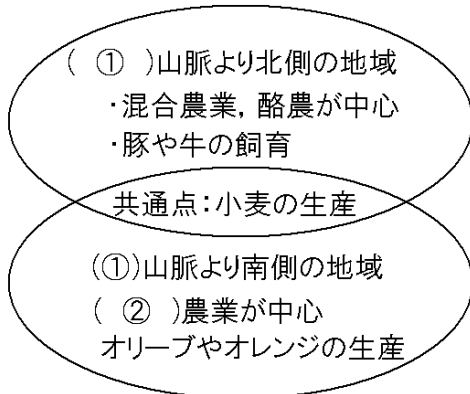 ( ① )山脈より北側の地域
・混合農業，酪農が中心
・豚や牛の飼育
共通点：小麦の生産
(①)山脈より南側の地域
( ② )農業が中心
オリーブやオレンジの生産